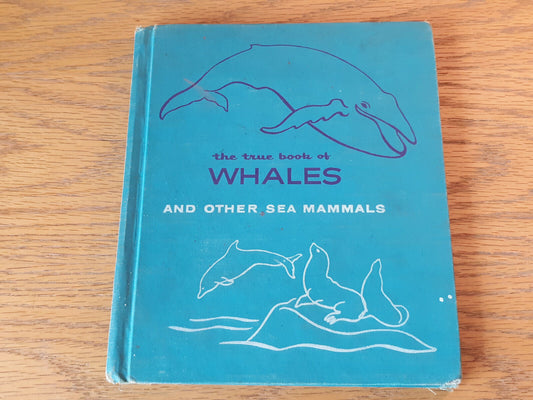 the true book of
WHALES
AND OTHER SEA MAMMALS